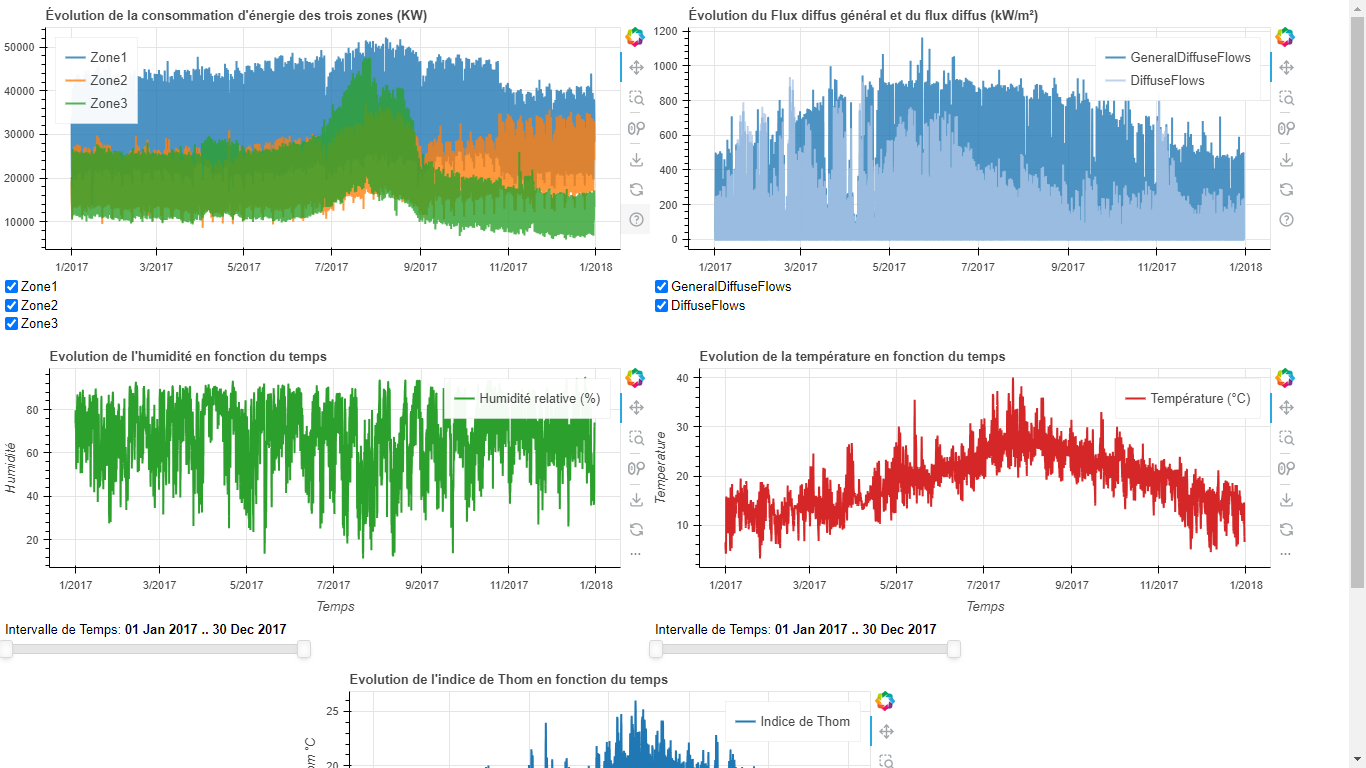 Évolution de la consommation d'énergie des trois zones (KW)
50000
40000
30000
20000
10000
Zone1
Zone2
Zone3
1/2017 3/2017 5/2017 7/2017 9/2017 11/2017 1/2018
Zone1
Zone2
Zone3
Évolution du Flux diffus général et du flux diffus (kW/m²)
1200
1000
800
600
400
200
0
GeneralDiffuseFlows
DiffuseFlows
1/2017 3/2017 5/2017 7/2017 9/2017 11/2017 1/2018
GeneralDiffuseFlows
DiffuseFlows
Evolution de l'humidité en fonction du temps
Humidité
80
60
40
20
Humidité relative (%)
1/2017 3/2017 5/2017 7/2017 9/2017 11/2017 1/2018
Temps
Intervalle de Temps: 01 Jan 2017 .. 30 Dec 2017
Evolution de la température en fonction du temps
Temperature
40
30
20
10
Température (°C)
1/2017 3/2017 5/2017 7/2017 9/2017 11/2017 1/2018
Temps
Intervalle de Temps: 01 Jan 2017 .. 30 Dec 2017
Evolution de l'indice de Thom en fonction du temps
25
20
Indice de Thom